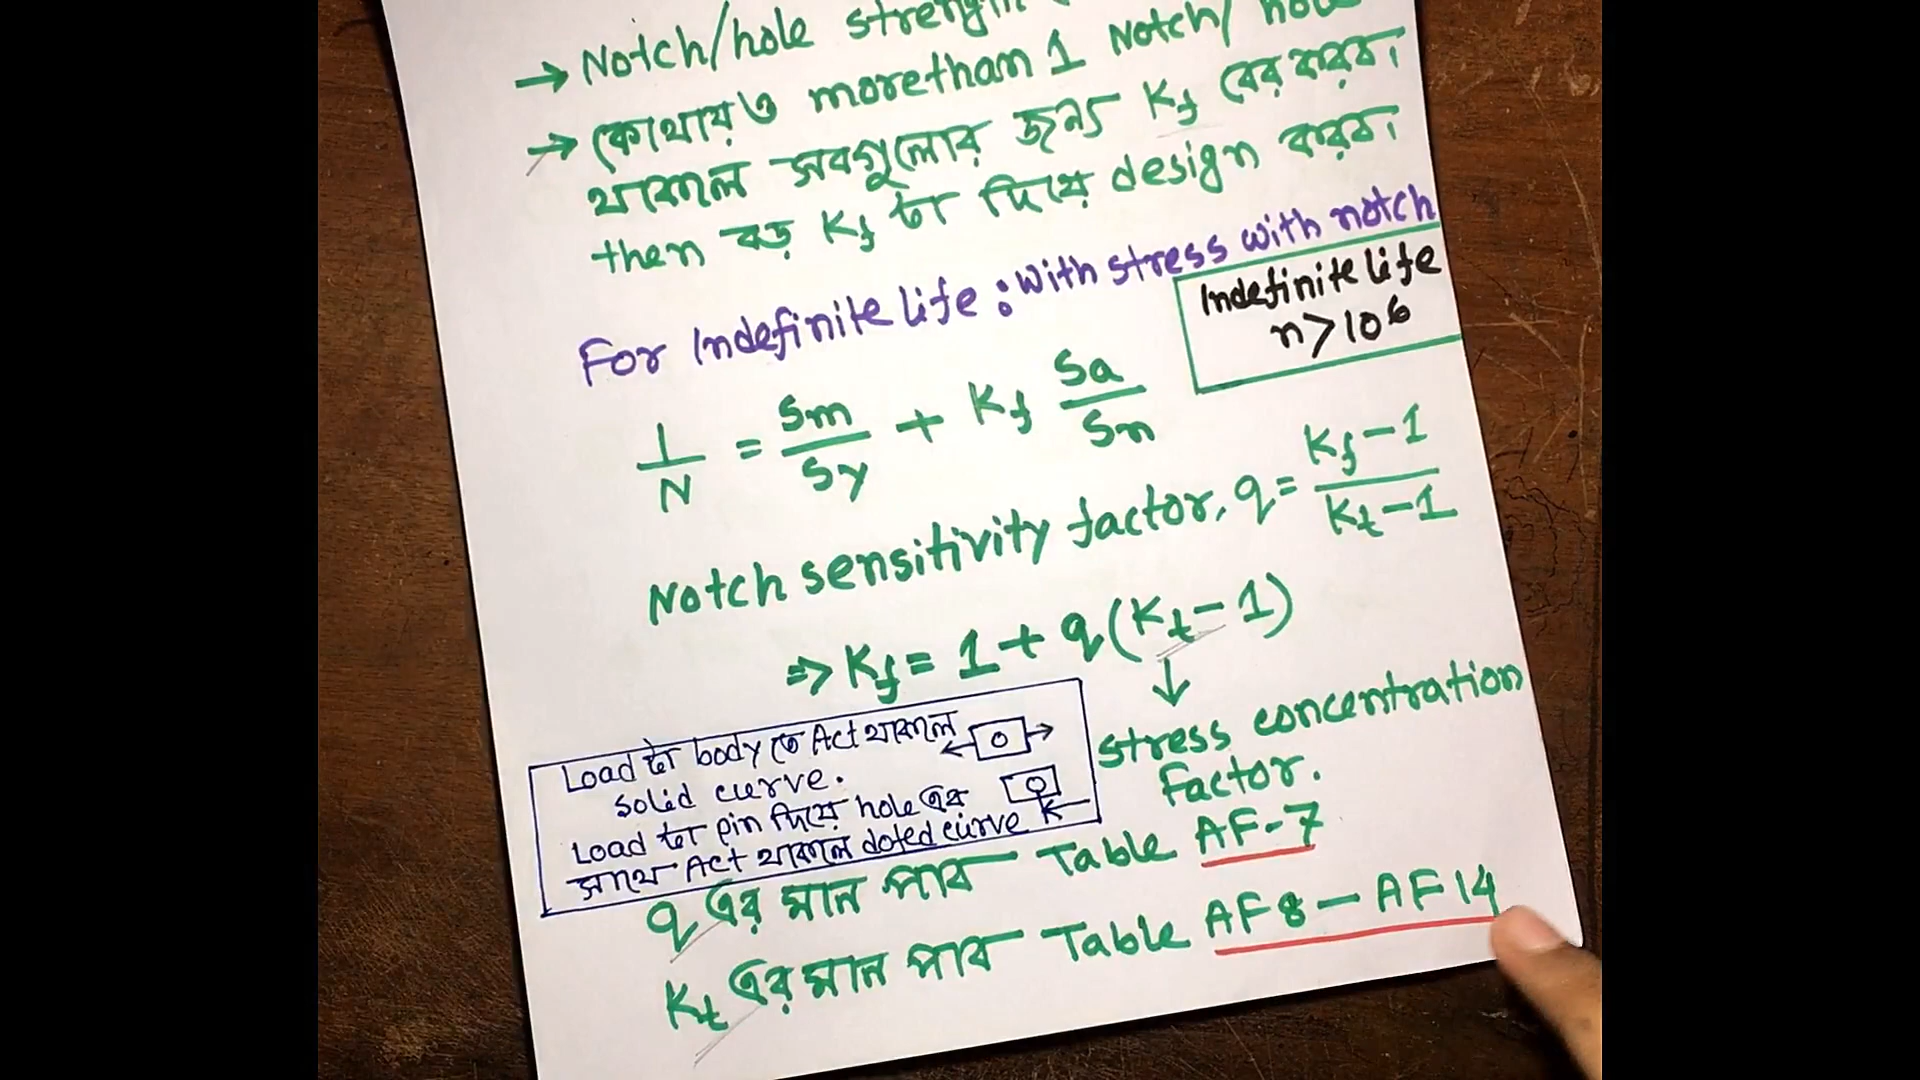 → Notch/hole strength
→ কোথায়ও morethan 1 Notch/ hole
থাকলে সবগুলোর জন্য Kf বের করব।
then বড় Kf টা দিয়ে design করব।
For Indefinite life: with stress with notch
Indefinite life
n>10^6
1/N = Sm/Sy + Kf Sa/Sn
Notch sensitivity factor, q = (Kf-1)/(Kt-1)
⇒ Kf = 1 + q(Kt-1)
↓
stress concentration
factor.
Load টা body তে Act থাকলে
solid curve.
Load টা pin দিয়ে hole এর
সাথে Act থাকলে doted curve
q এর মান পাব Table AF-7
Kt এর মান পাব Table AF8 - AF14